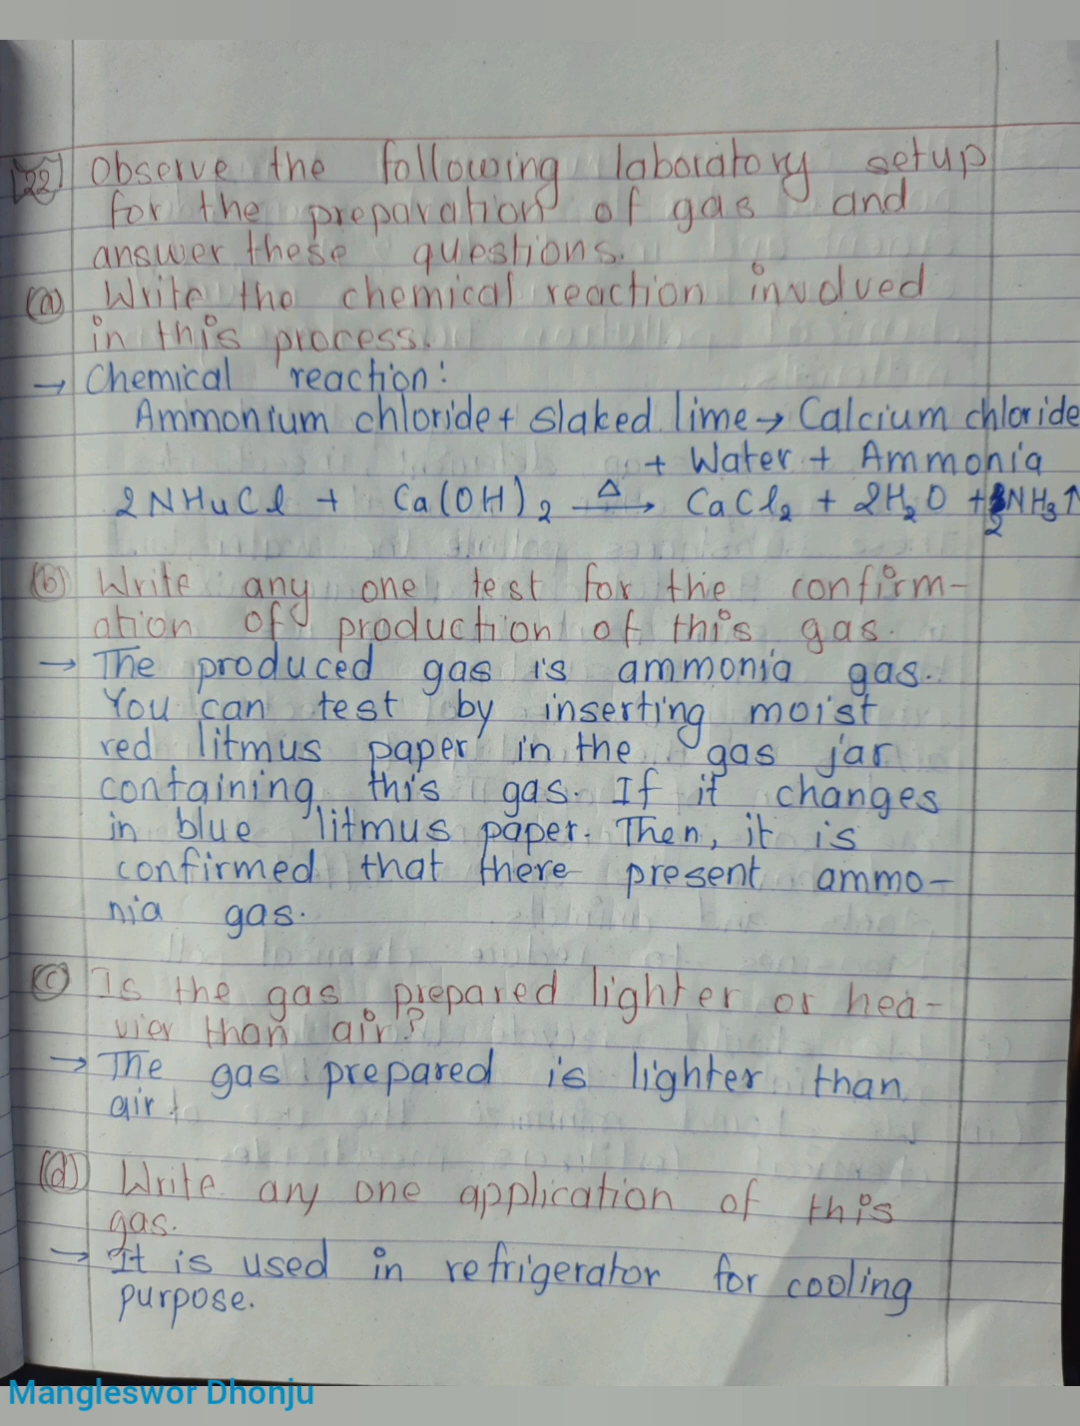 22) Observe the following laboratory setup
for the preparation of gas and
answer these questions.
(a) Write the chemical reaction involved
in this process.
→ Chemical reaction:
Ammonium chloride + slaked lime → Calcium chloride
+ Water + Ammonia
2NH4Cl + Ca(OH)2 △→ CaCl2 + 2H2O + 2NH3↑
(b) Write any one test for the confirm-
ation of production of this gas.
→ The produced gas is ammonia gas.
You can test by inserting moist
red litmus paper in the gas jar
containing this gas. If it changes
in blue litmus paper. Then, it is
confirmed that there present ammo-
nia gas.
(c) Is the gas prepared lighter or hea-
vier than air?
→ The gas prepared is lighter than
air.
(d) Write any one application of this
gas.
→ It is used in refrigerator for cooling
purpose.
Mangleswor Dhonju